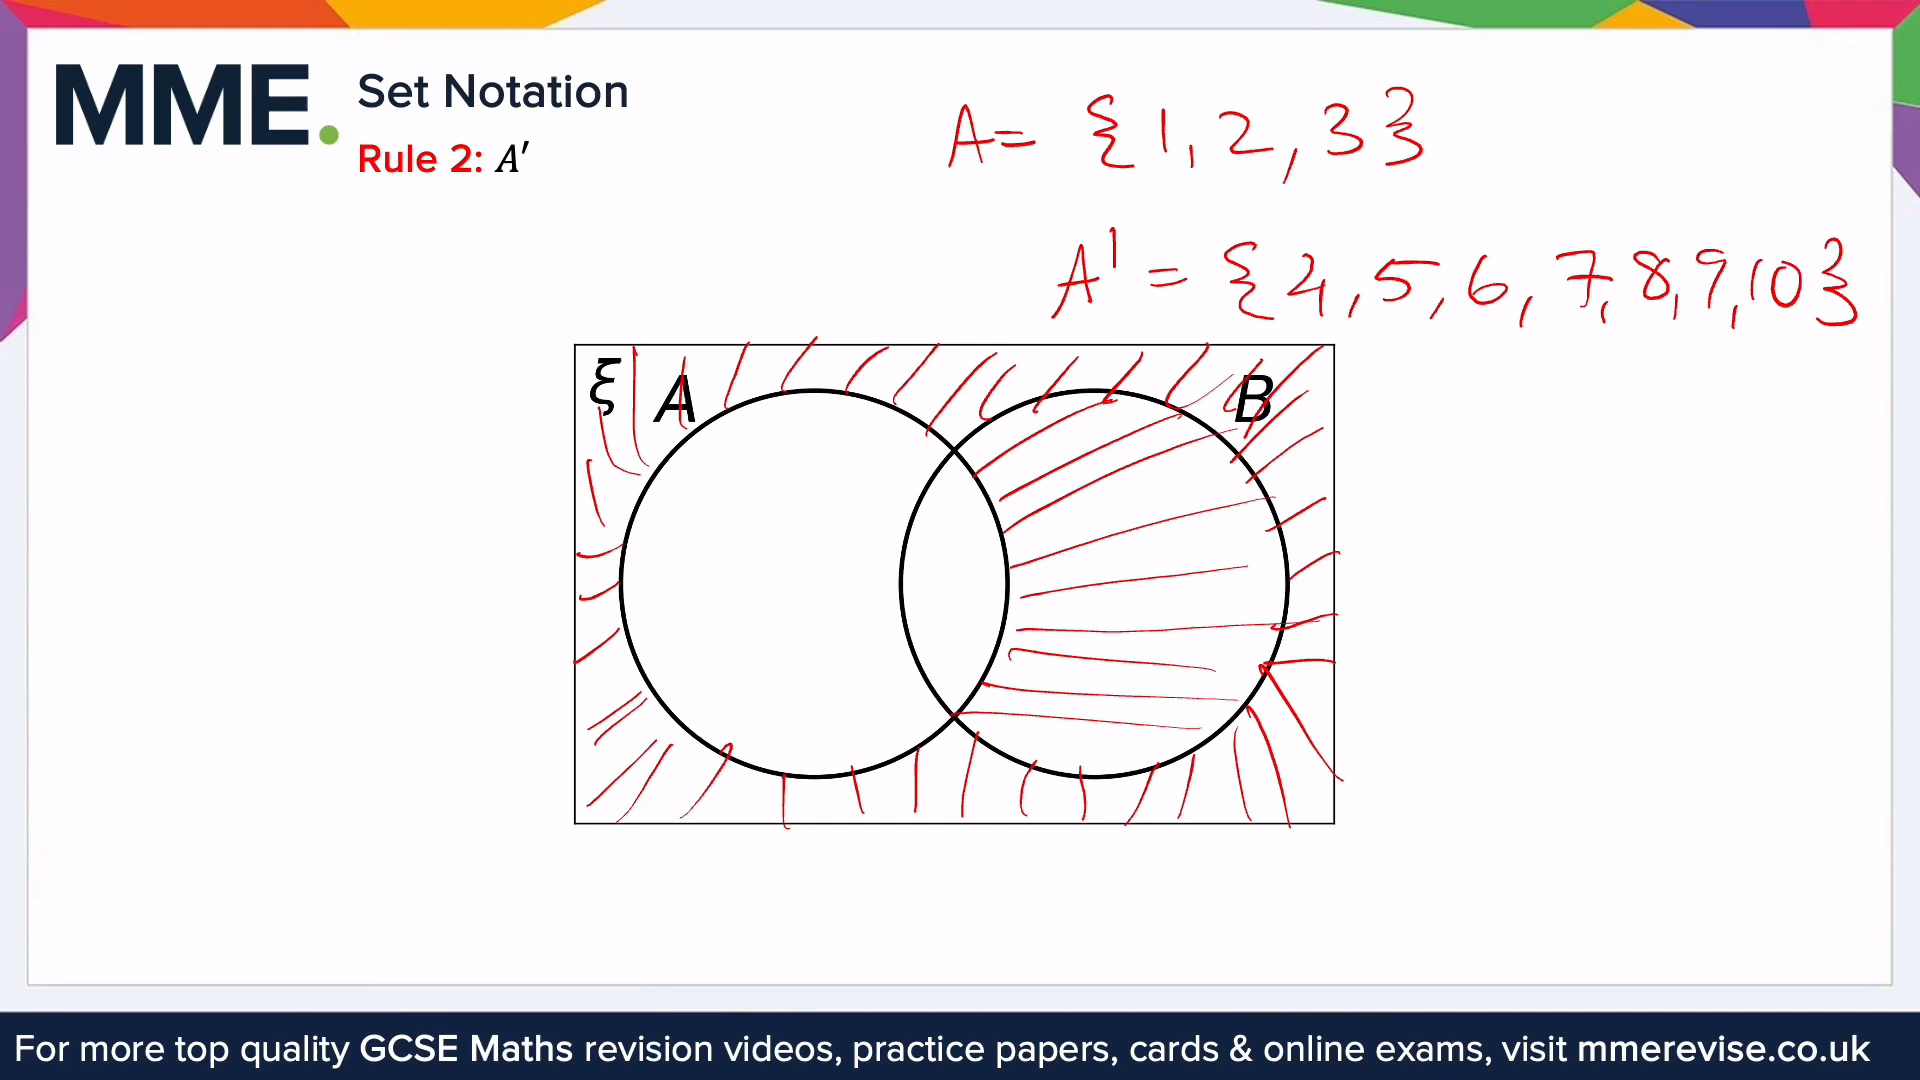 MME.
Set Notation
Rule 2: A′
A = {1, 2, 3}
A' = {4, 5, 6, 7, 8, 9, 10}
ξ A B
For more top quality GCSE Maths revision videos, practice papers, cards & online exams, visit mmerevise.co.uk